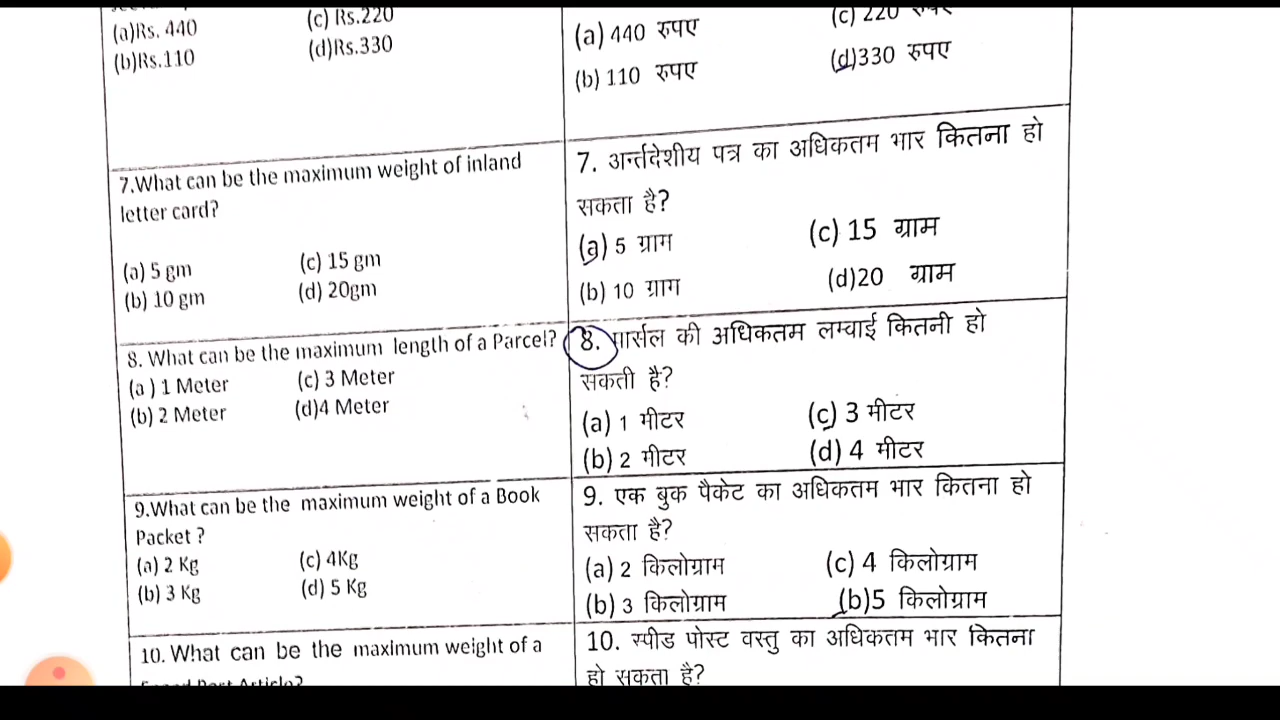 (a)Rs. 440
(c) Rs.220
(b)Rs.110
(d)Rs.330
(a) 440 रुपए
(c) 220
(b) 110 रुपए
(d)330 रुपए
7.What can be the maximum weight of inland
letter card?
(a) 5 gm
(c) 15 gm
(b) 10 gm
(d) 20gm
7. अर्न्तदेशीय पत्र का अधिकतम भार कितना हो
सकता है?
(a) 5 ग्राम
(c) 15 ग्राम
(b) 10 ग्राम
(d)20 ग्राम
8. What can be the maximum length of a Parcel?
(a ) 1 Meter
(c) 3 Meter
(b) 2 Meter
(d)4 Meter
8. पार्सल की अधिकतम लम्बाई कितनी हो
सकती है?
(a) 1 मीटर
(c) 3 मीटर
(b) 2 मीटर
(d) 4 मीटर
9.What can be the maximum weight of a Book
Packet ?
(a) 2 Kg
(c) 4Kg
(b) 3 Kg
(d) 5 Kg
9. एक बुक पैकेट का अधिकतम भार कितना हो
सकता है?
(a) 2 किलोग्राम
(c) 4 किलोग्राम
(b) 3 किलोग्राम
(b)5 किलोग्राम
10. What can be the maximum weight of a
Speed Post Article?
10. स्पीड पोस्ट वस्तु का अधिकतम भार कितना
हो सकता है?